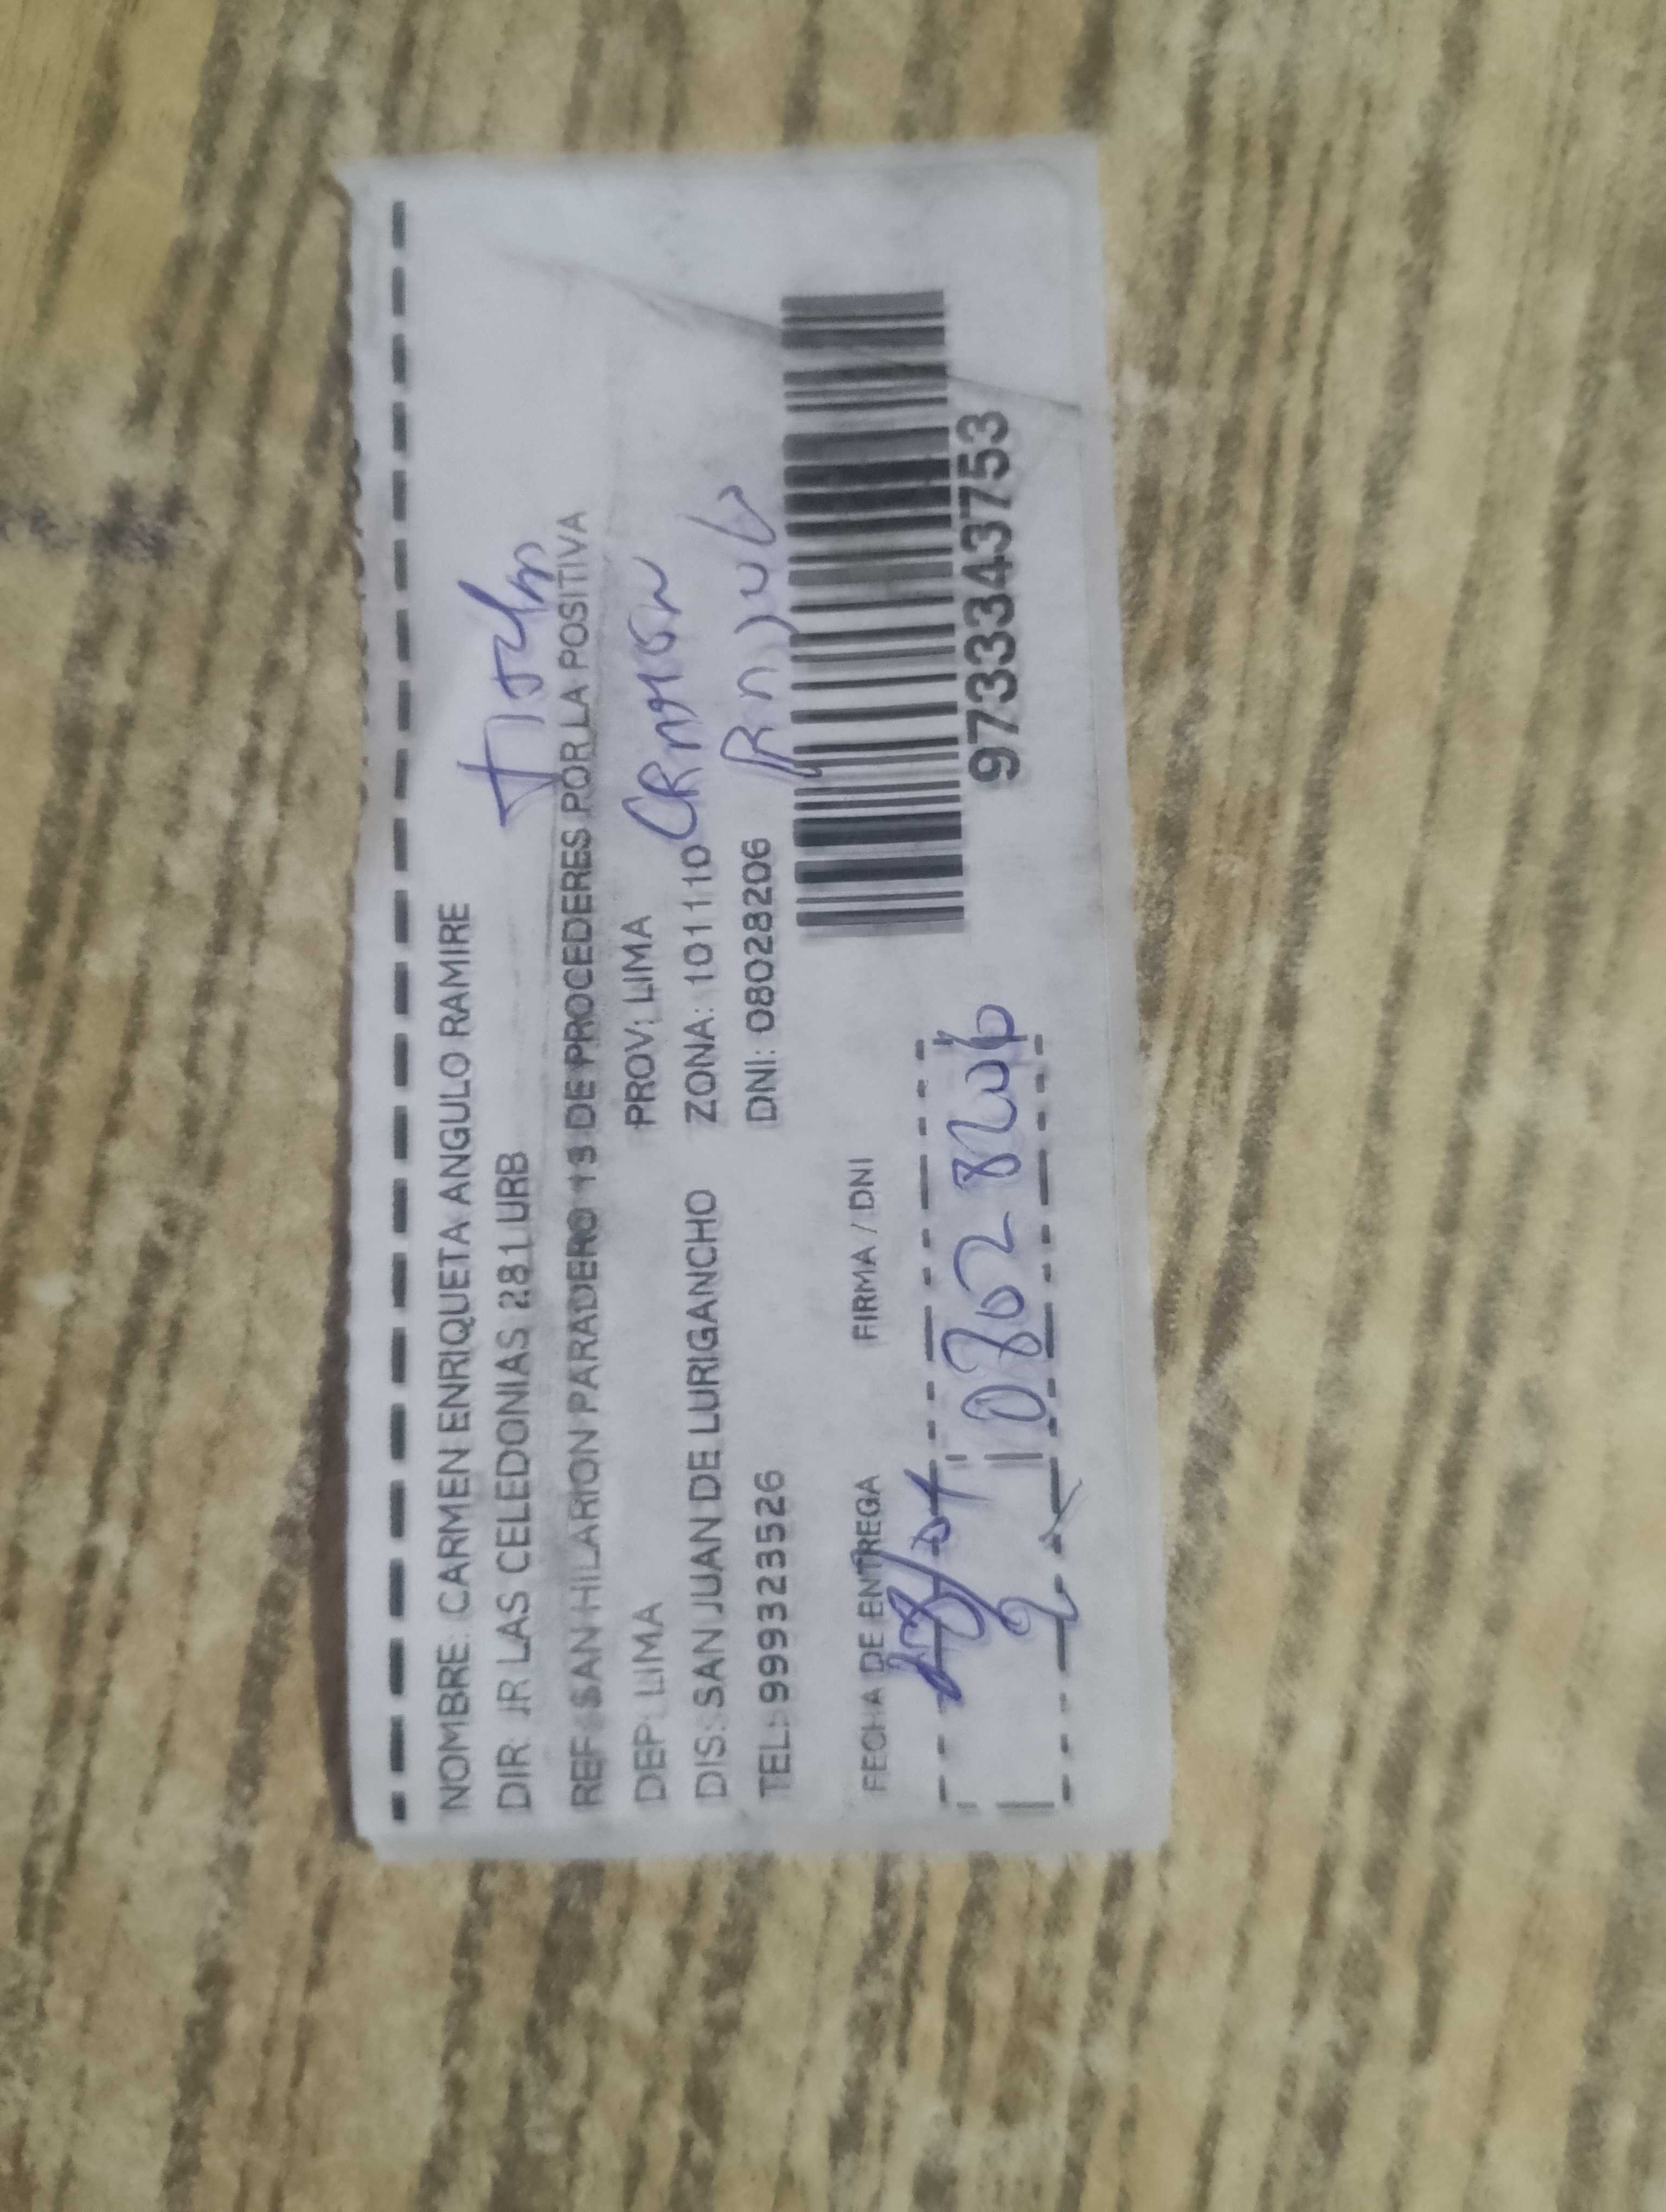 NOMBRE: CARMEN ENRIQUETA ANGULO RAMIRE
DIR: JR LAS CELEDONIAS 281 URB
REF: SAN HILARION PARADERO 13 DE PROCEDERES POR LA POSITIVA
DEP: LIMA PROV: LIMA
DIS: SAN JUAN DE LURIGANCHO ZONA: 101110
TEL: 999323526 DNI: 08028206
FECHA DE ENTREGA FIRMA / DNI
97333443753
08028206